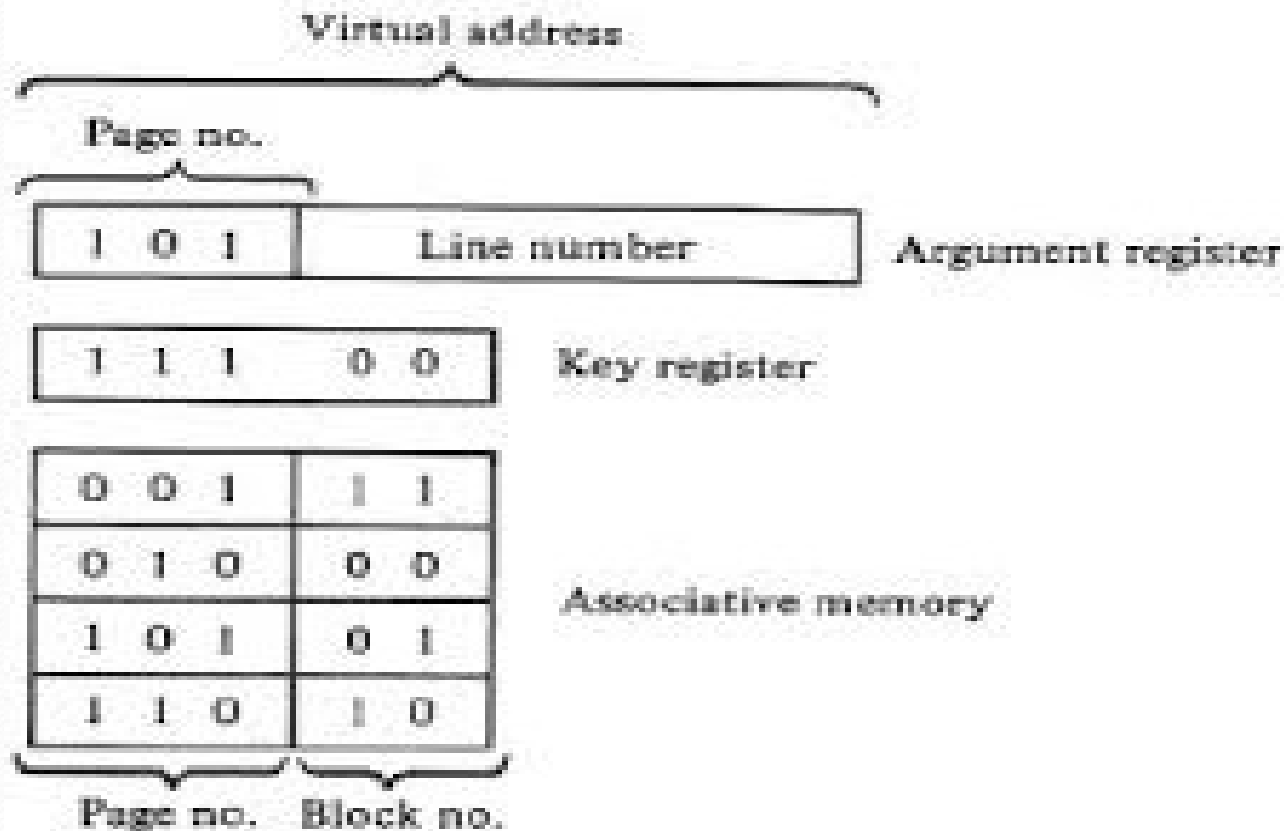 Virtual address
Page no.
1 0 1 Line number Argument register
1 1 1 0 0 Key register
0 0 1 1 1
0 1 0 0 0
Associative memory
1 0 1 0 1
1 1 0 1 0
Page no. Block no.